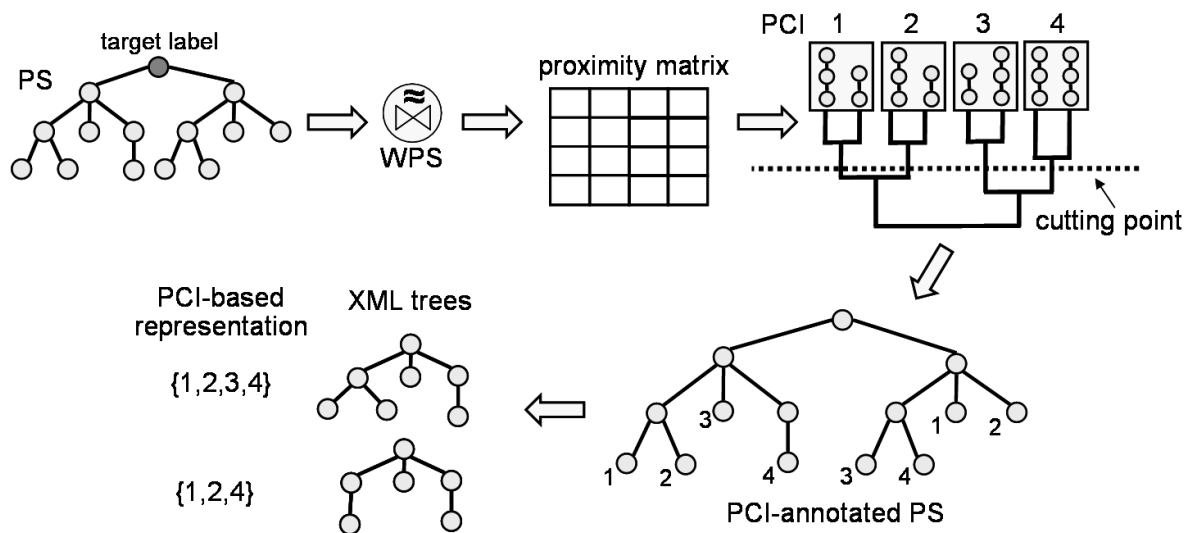 target label
PS
≈
WPS
proximity matrix
PCI 1 2 3 4
cutting point
PCI-based
representation
XML trees
{1,2,3,4}
{1,2,4}
3 1 2
1 2 4 3 4
PCI-annotated PS